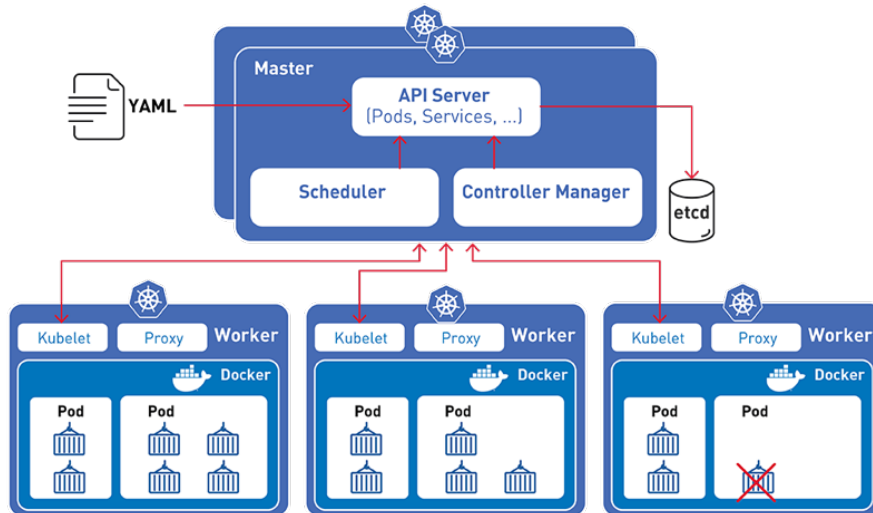 Master
YAML
API Server
(Pods, Services, ...)
Scheduler
Controller Manager
etcd
Kubelet
Proxy
Worker
Docker
Pod
Pod
Kubelet
Proxy
Worker
Docker
Pod
Pod
Kubelet
Proxy
Worker
Docker
Pod
Pod